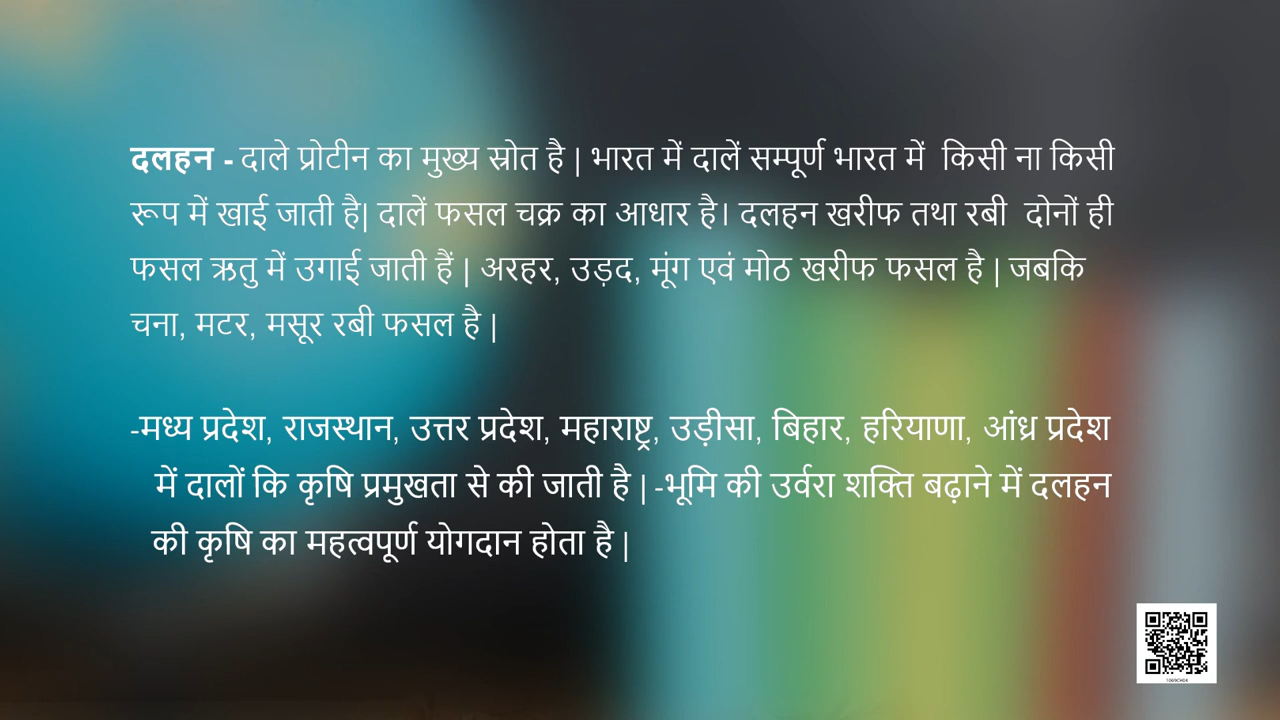 दलहन - दाले प्रोटीन का मुख्य स्रोत है | भारत में दालें सम्पूर्ण भारत में किसी ना किसी
रूप में खाई जाती है| दालें फसल चक्र का आधार है। दलहन खरीफ तथा रबी दोनों ही
फसल ऋतु में उगाई जाती हैं | अरहर, उड़द, मूंग एवं मोठ खरीफ फसल है | जबकि
चना, मटर, मसूर रबी फसल है |
-मध्य प्रदेश, राजस्थान, उत्तर प्रदेश, महाराष्ट्र, उड़ीसा, बिहार, हरियाणा, आंध्र प्रदेश
में दालों कि कृषि प्रमुखता से की जाती है | -भूमि की उर्वरा शक्ति बढ़ाने में दलहन
की कृषि का महत्वपूर्ण योगदान होता है |